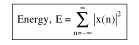 Energy, E = ∑_{n=-∞}^{∞} |x(n)|²